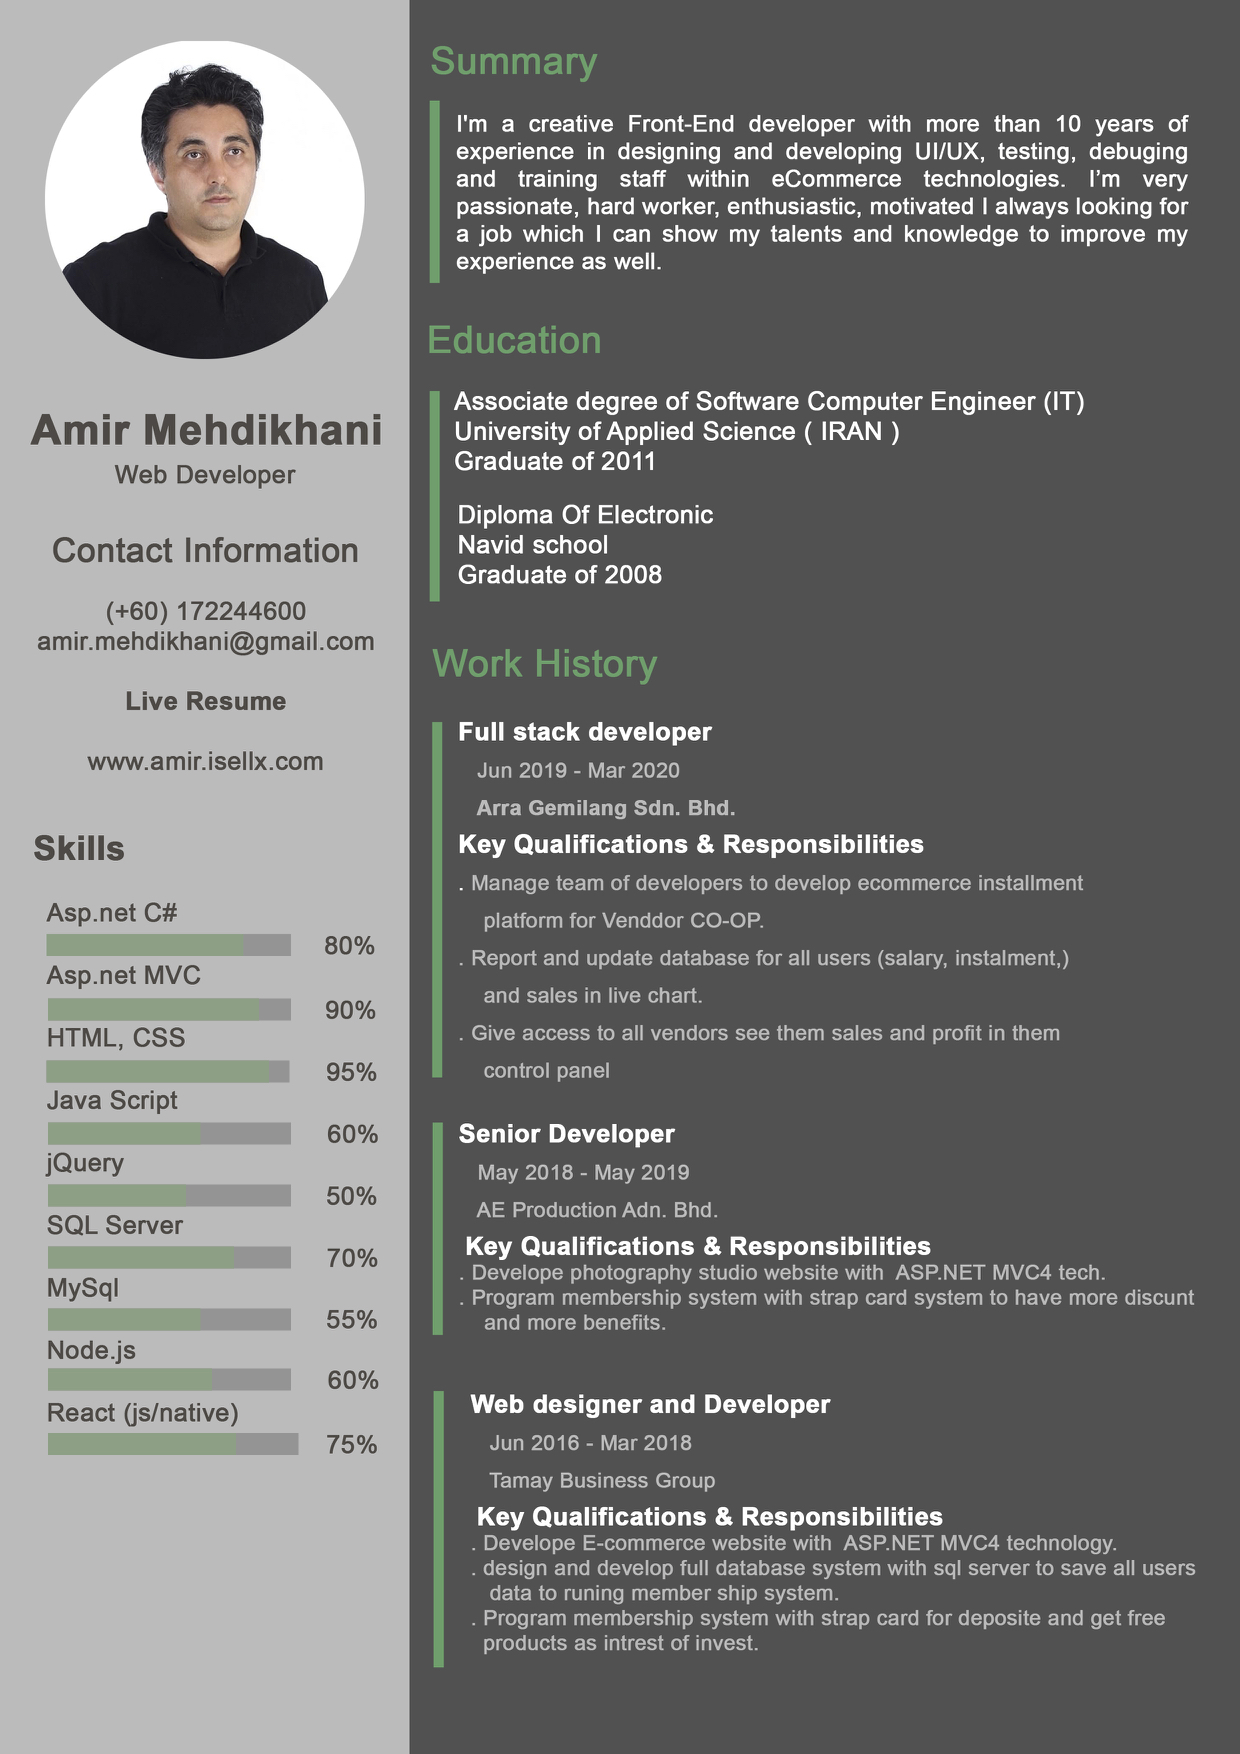 Amir Mehdikhani
Web Developer
Contact Information
(+60) 172244600
amir.mehdikhani@gmail.com
Live Resume
www.amir.isellx.com
Skills
Asp.net C#
80%
Asp.net MVC
90%
HTML, CSS
95%
Java Script
60%
jQuery
50%
SQL Server
70%
MySql
55%
Node.js
60%
React (js/native)
75%
Summary
I'm a creative Front-End developer with more than 10 years of
experience in designing and developing UI/UX, testing, debuging
and training staff within eCommerce technologies. I’m very
passionate, hard worker, enthusiastic, motivated I always looking for
a job which I can show my talents and knowledge to improve my
experience as well.
Education
Associate degree of Software Computer Engineer (IT)
University of Applied Science ( IRAN )
Graduate of 2011
Diploma Of Electronic
Navid school
Graduate of 2008
Work History
Full stack developer
Jun 2019 - Mar 2020
Arra Gemilang Sdn. Bhd.
Key Qualifications & Responsibilities
. Manage team of developers to develop ecommerce installment
platform for Venddor CO-OP.
. Report and update database for all users (salary, instalment,)
and sales in live chart.
. Give access to all vendors see them sales and profit in them
control panel
Senior Developer
May 2018 - May 2019
AE Production Adn. Bhd.
Key Qualifications & Responsibilities
. Develope photography studio website with  ASP.NET MVC4 tech.
. Program membership system with strap card system to have more discunt
and more benefits.
Web designer and Developer
Jun 2016 - Mar 2018
Tamay Business Group
Key Qualifications & Responsibilities
. Develope E-commerce website with  ASP.NET MVC4 technology.
. design and develop full database system with sql server to save all users
data to runing member ship system.
. Program membership system with strap card for deposite and get free
products as intrest of invest.